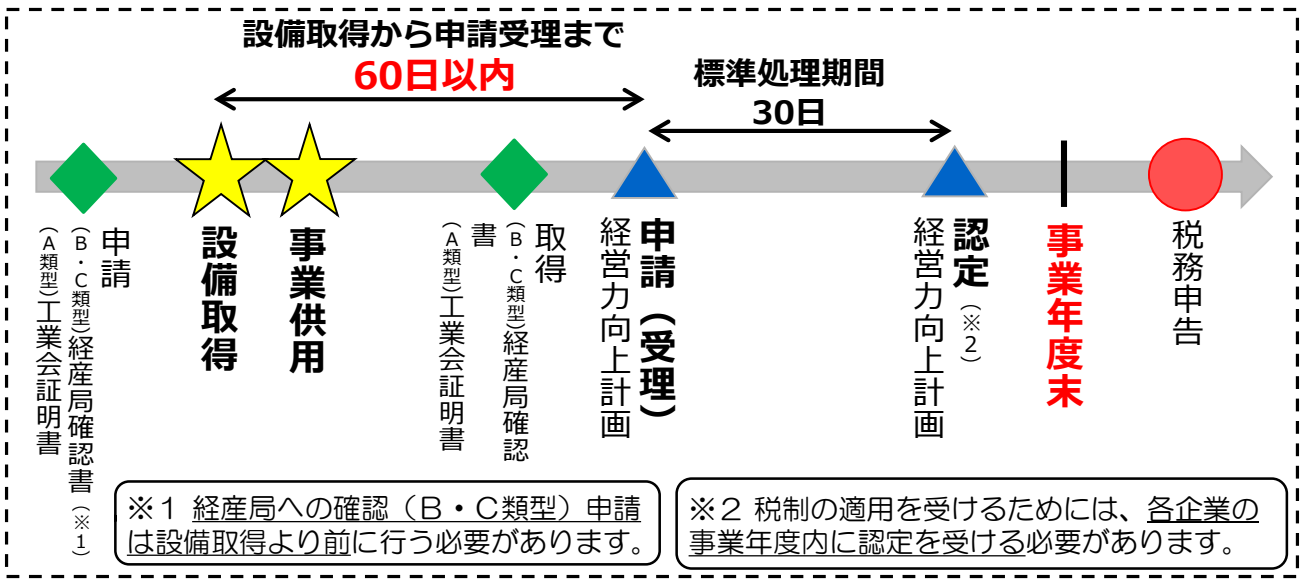 設備取得から申請受理まで
60日以内
標準処理期間
30日
申請
(B・C類型)経産局確認書(※1)
(A類型)工業会証明書
設備取得
事業供用
取得
(B・C類型)経産局確認
書
(A類型)工業会証明書
申請(受理)
経営力向上計画
認定(※2)
経営力向上計画
事業年度末
税務申告
※1 経産局への確認(B・C類型)申請
は設備取得より前に行う必要があります。
※2 税制の適用を受けるためには、各企業の
事業年度内に認定を受ける必要があります。